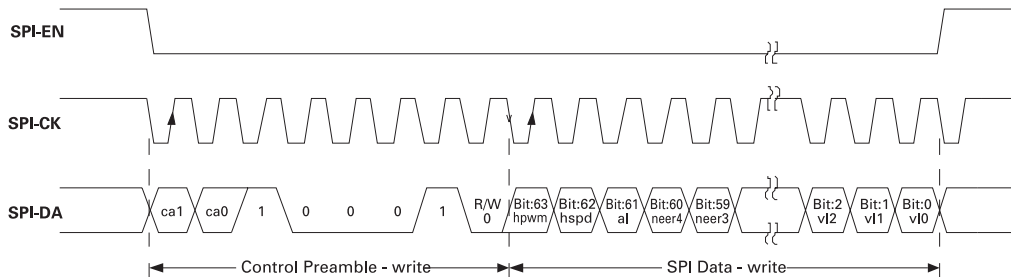 SPI-EN
SPI-CK
SPI-DA
ca1 ca0 1 0 0 0 1 R/W 0 Bit:63 hpwm Bit:62 hspd Bit:61 al Bit:60 neer4 Bit:59 neer3 Bit:2 vl2 Bit:1 vl1 Bit:0 vl0
Control Preamble - write
SPI Data - write